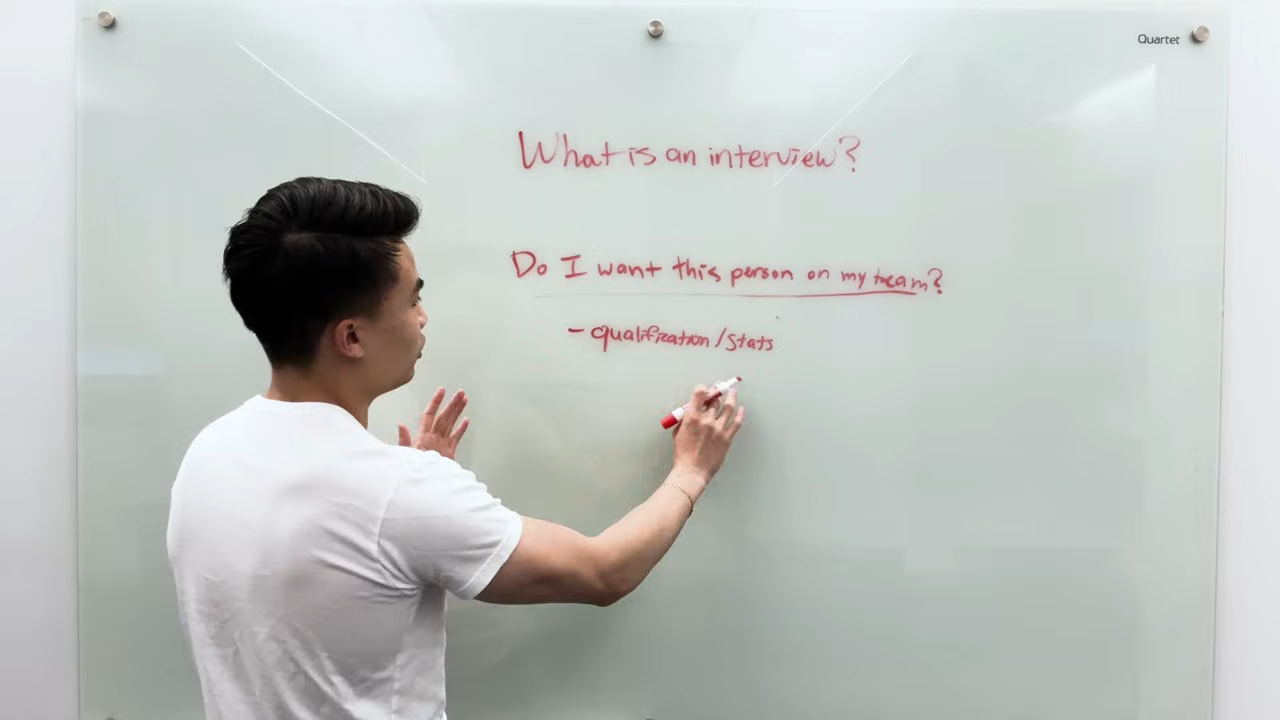 Quartet
What is an interview?
Do I want this person on my team?
- qualification/stats